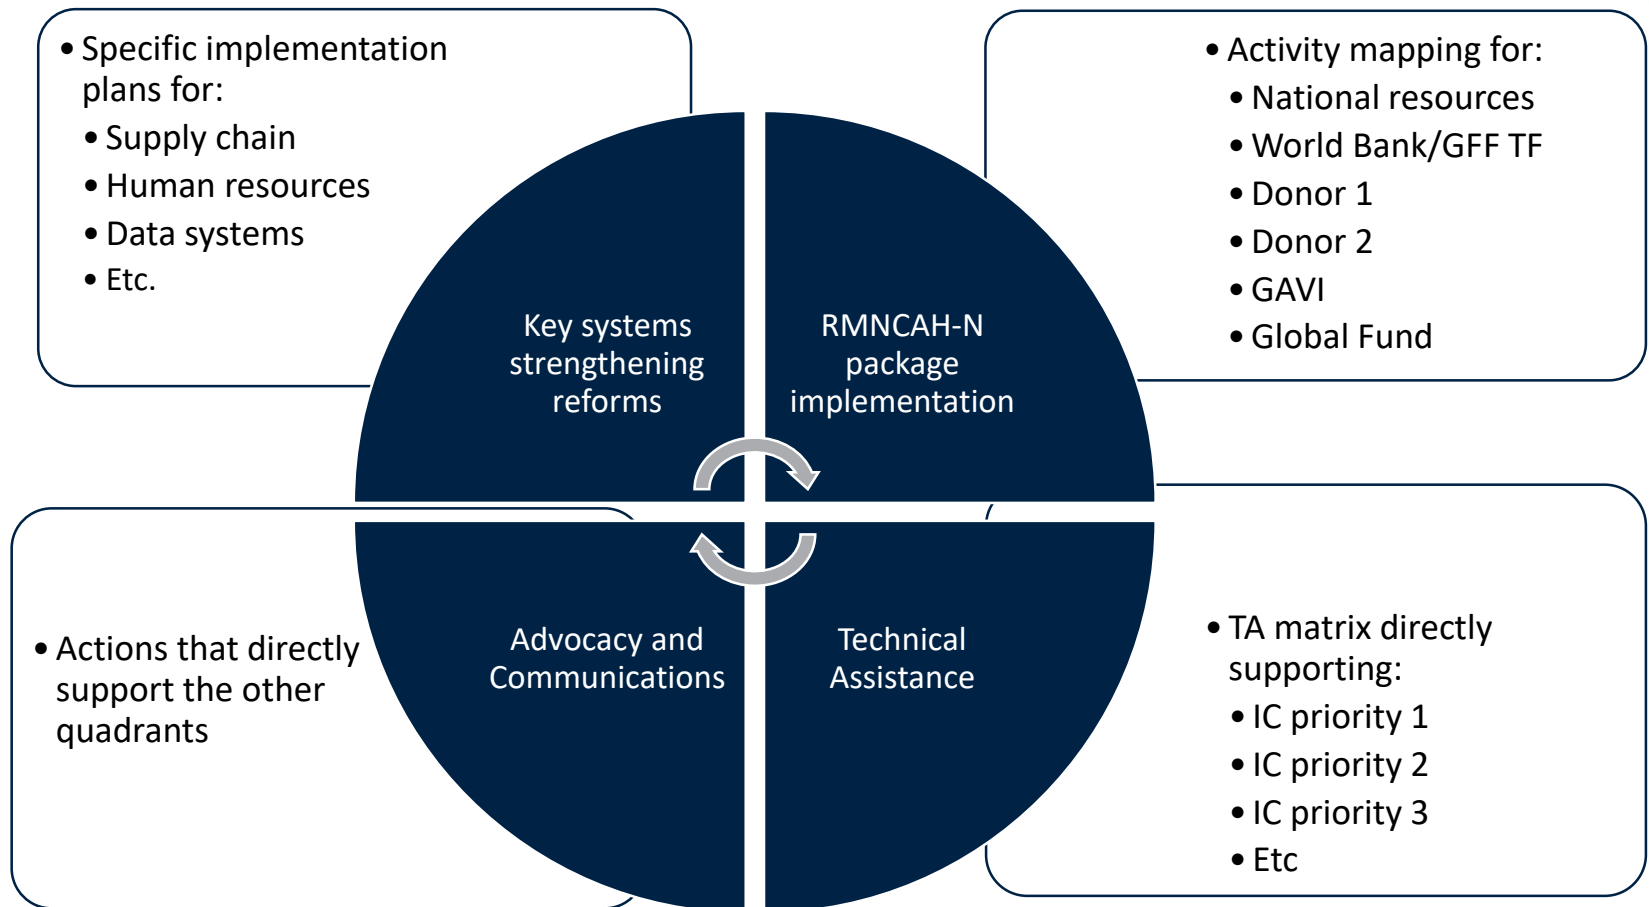 • Specific implementation
plans for:
• Supply chain
• Human resources
• Data systems
• Etc.
• Activity mapping for:
• National resources
• World Bank/GFF TF
• Donor 1
• Donor 2
• GAVI
• Global Fund
Key systems
strengthening
reforms
RMNCAH-N
package
implementation
• Actions that directly
support the other
quadrants
Advocacy and
Communications
Technical
Assistance
• TA matrix directly
supporting:
• IC priority 1
• IC priority 2
• IC priority 3
• Etc